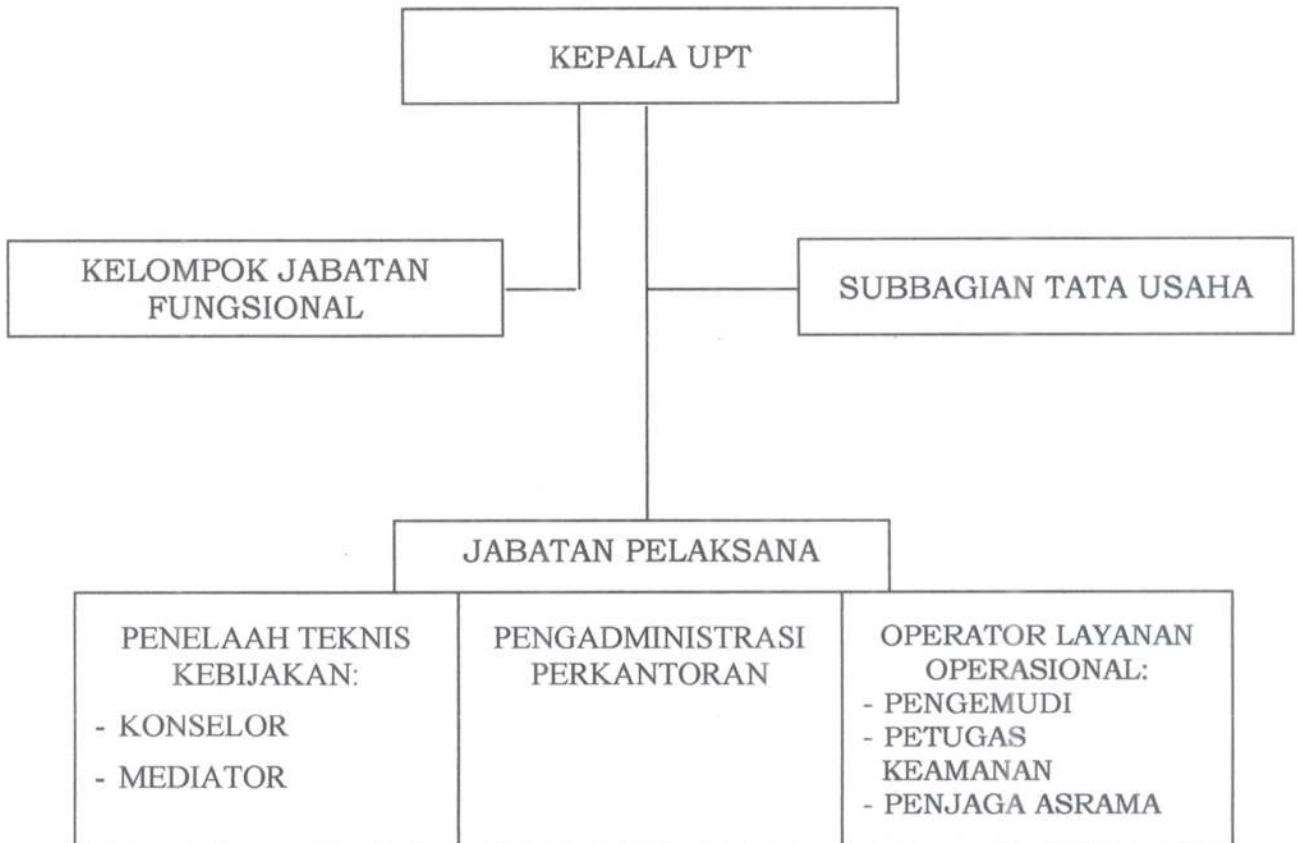 KEPALA UPT
KELOMPOK JABATAN
FUNGSIONAL
SUBBAGIAN TATA USAHA
JABATAN PELAKSANA
PENELAAH TEKNIS
KEBIJAKAN:
- KONSELOR
- MEDIATOR
PENGADMINISTRASI
PERKANTORAN
OPERATOR LAYANAN
OPERASIONAL:
- PENGEMUDI
- PETUGAS
KEAMANAN
- PENJAGA ASRAMA